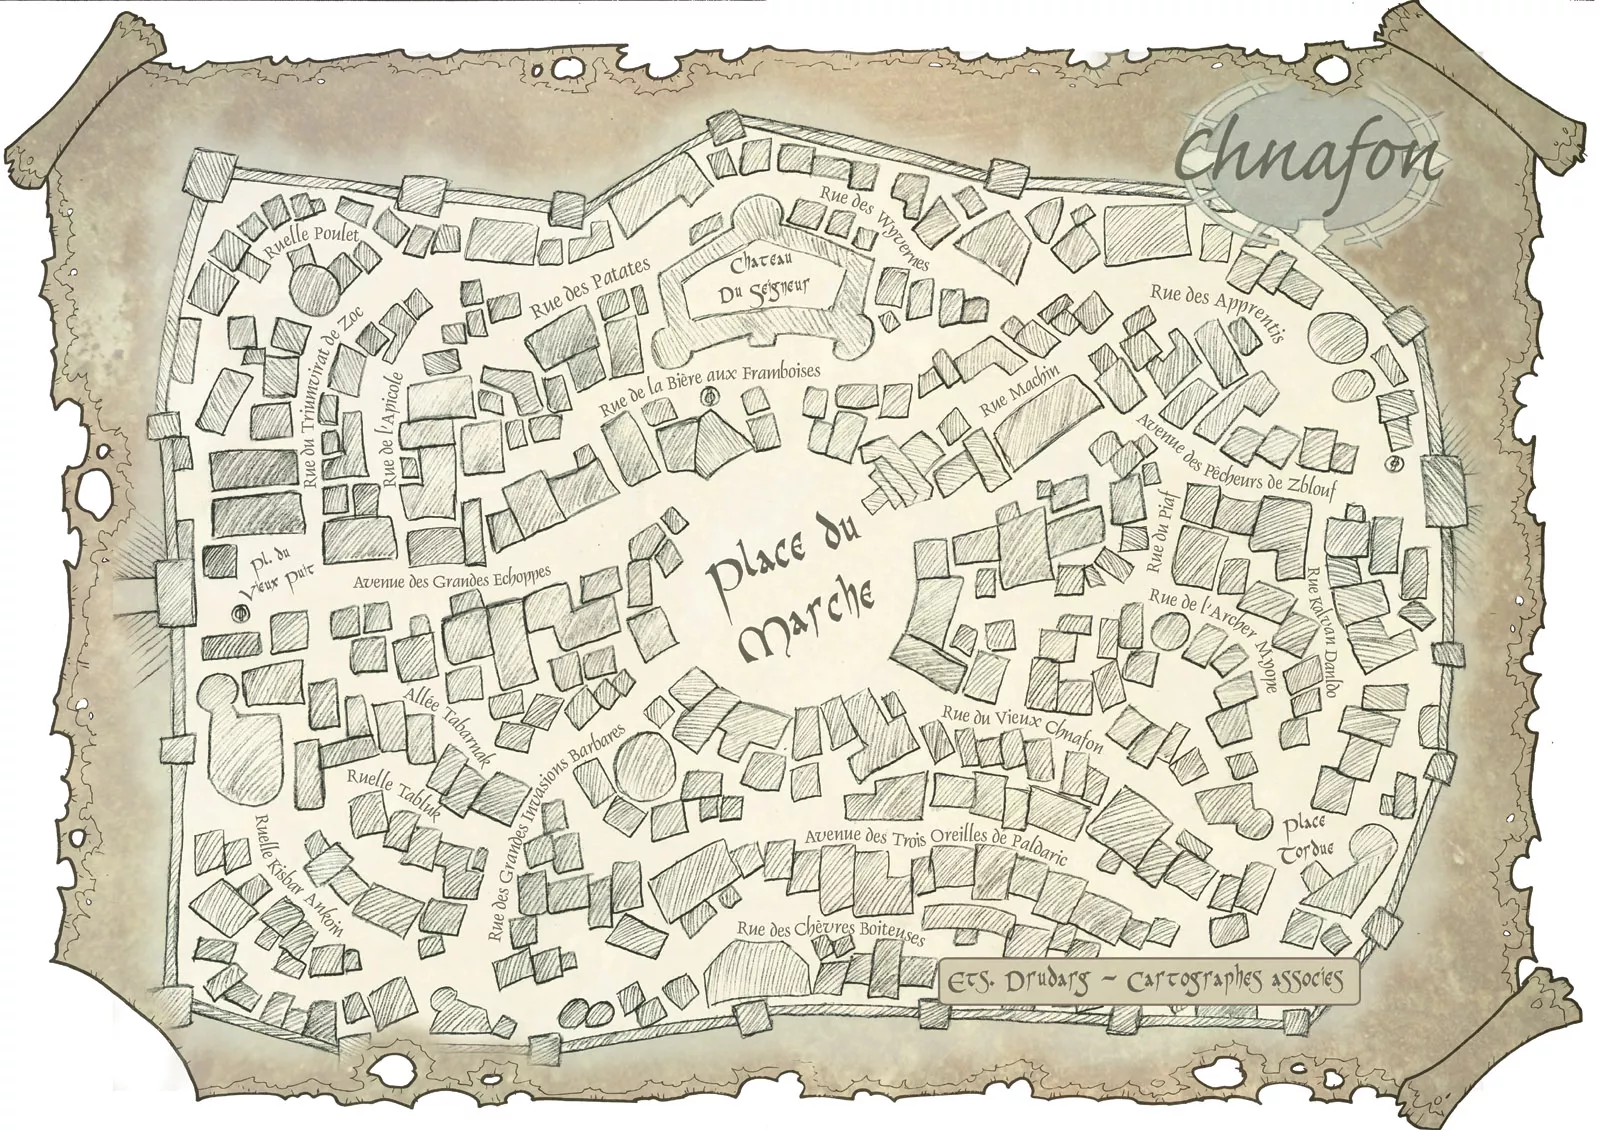 Chnafon
Rue des Wyvernes
Ruelle Poulet
Chateau
Du Seigneur
Rue des Patates
Rue des Apprentis
Rue du Triumvirat de Zoc
Rue de l'Apicole
Rue de la Bière aux Framboises
Rue Machin
Avenue des Pêcheurs de Zblouf
Rue du Piaf
Place du
Marche
Pl. du
Vieux Puit
Avenue des Grandes Echoppes
Rue de l'Archer Myope
Rue Kalvan Danldo
Allée Tabarnak
Rue du Vieux Chnafon
Ruelle Tabluk
Rue des Grandes Invasions Barbares
Ruelle Kisbar Ankoin
Avenue des Trois Oreilles de Paldaric
Place
Tordue
Rue des Chèvres Boiteuses
Ets. Drudarg ~ Cartographes associes